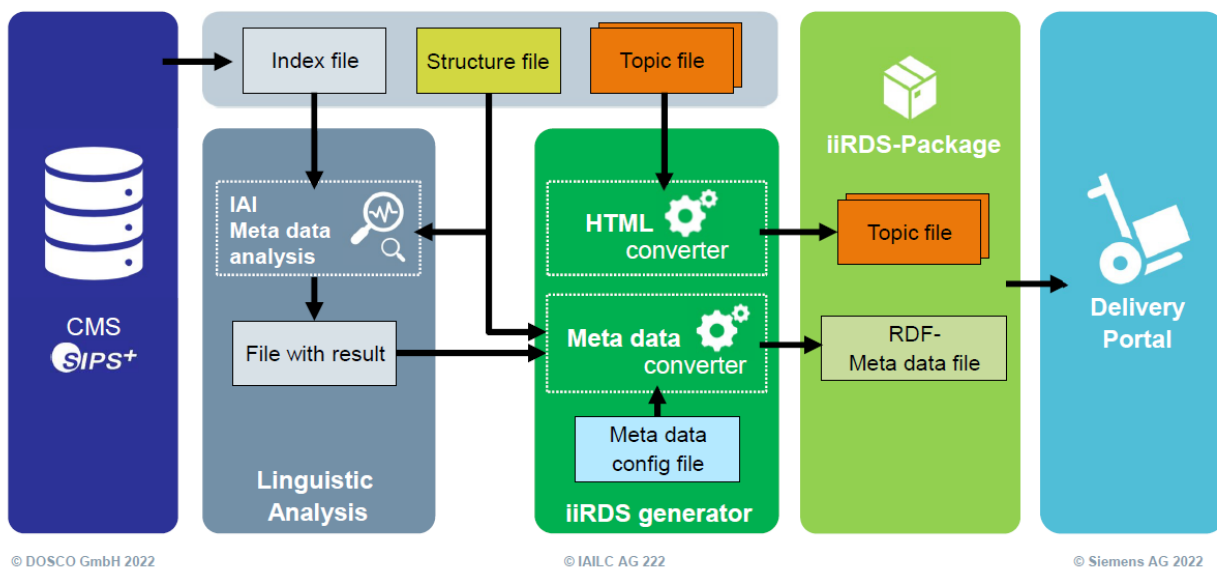 Index file
Structure file
Topic file
CMS
SIPS+
IAI
Meta data
analysis
File with result
Linguistic
Analysis
HTML
converter
Meta data
converter
Meta data
config file
iiRDS generator
iiRDS-Package
Topic file
RDF-
Meta data file
Delivery
Portal
© DOSCO GmbH 2022
© IAILC AG 222
© Siemens AG 2022